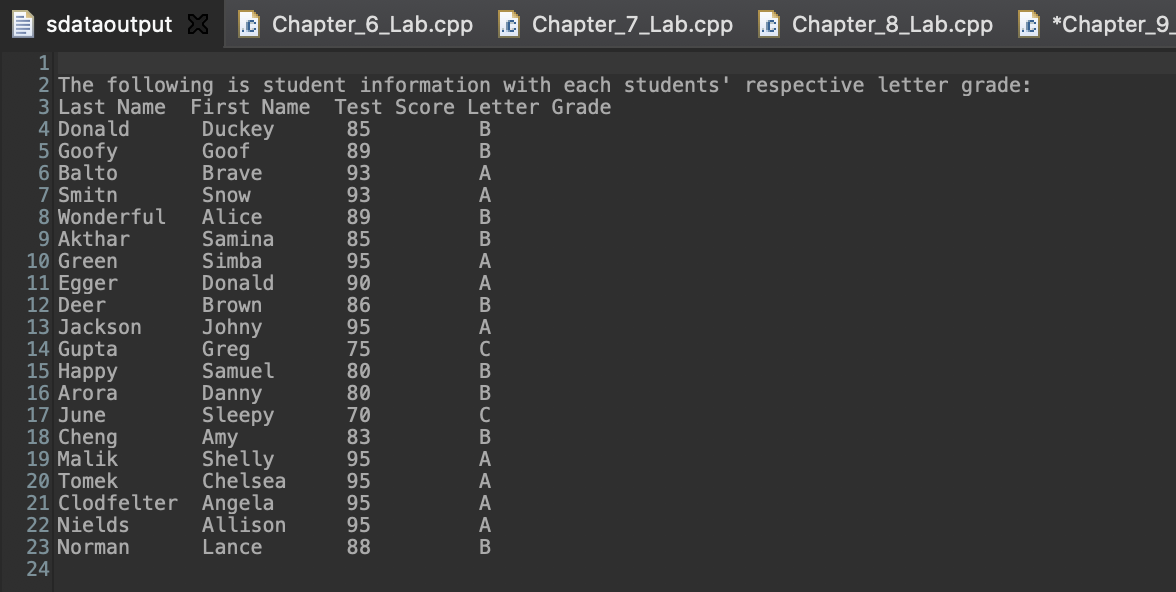 sdataoutput Chapter_6_Lab.cpp Chapter_7_Lab.cpp Chapter_8_Lab.cpp *Chapter_9_
1
2 The following is student information with each students' respective letter grade:
3 Last Name First Name Test Score Letter Grade
4 Donald Duckey 85 B
5 Goofy Goof 89 B
6 Balto Brave 93 A
7 Smitn Snow 93 A
8 Wonderful Alice 89 B
9 Akthar Samina 85 B
10 Green Simba 95 A
11 Egger Donald 90 A
12 Deer Brown 86 B
13 Jackson Johny 95 A
14 Gupta Greg 75 C
15 Happy Samuel 80 B
16 Arora Danny 80 B
17 June Sleepy 70 C
18 Cheng Amy 83 B
19 Malik Shelly 95 A
20 Tomek Chelsea 95 A
21 Clodfelter Angela 95 A
22 Nields Allison 95 A
23 Norman Lance 88 B
24